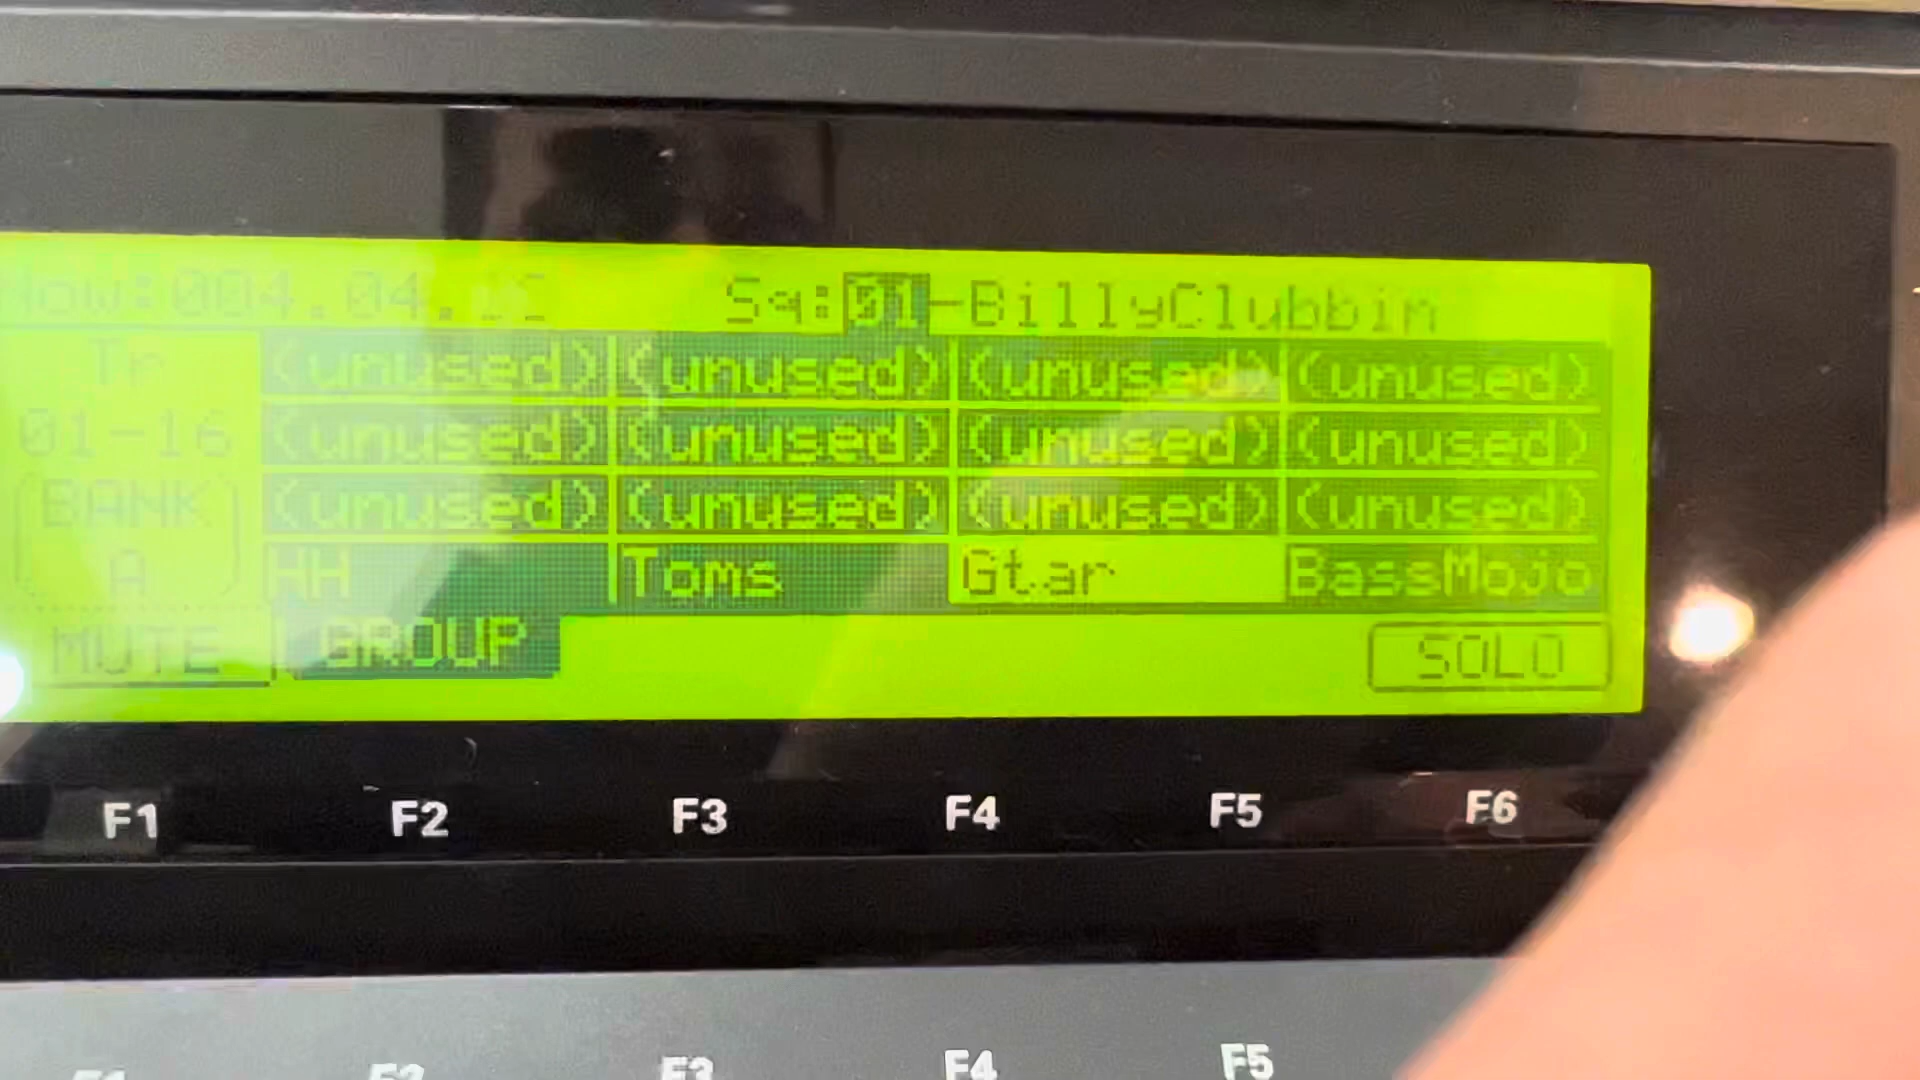 Now:004.04. Sq:01-BillyClubbin
Tr (unused) (unused) (unused) (unused)
01-16 (unused) (unused) (unused) (unused)
(BANK (unused) (unused) (unused) (unused)
A) HH Toms Gtar BassMojo
MUTE GROUP SOLO
F1 F2 F3 F4 F5 F6
F1 F2 F3 F4 F5